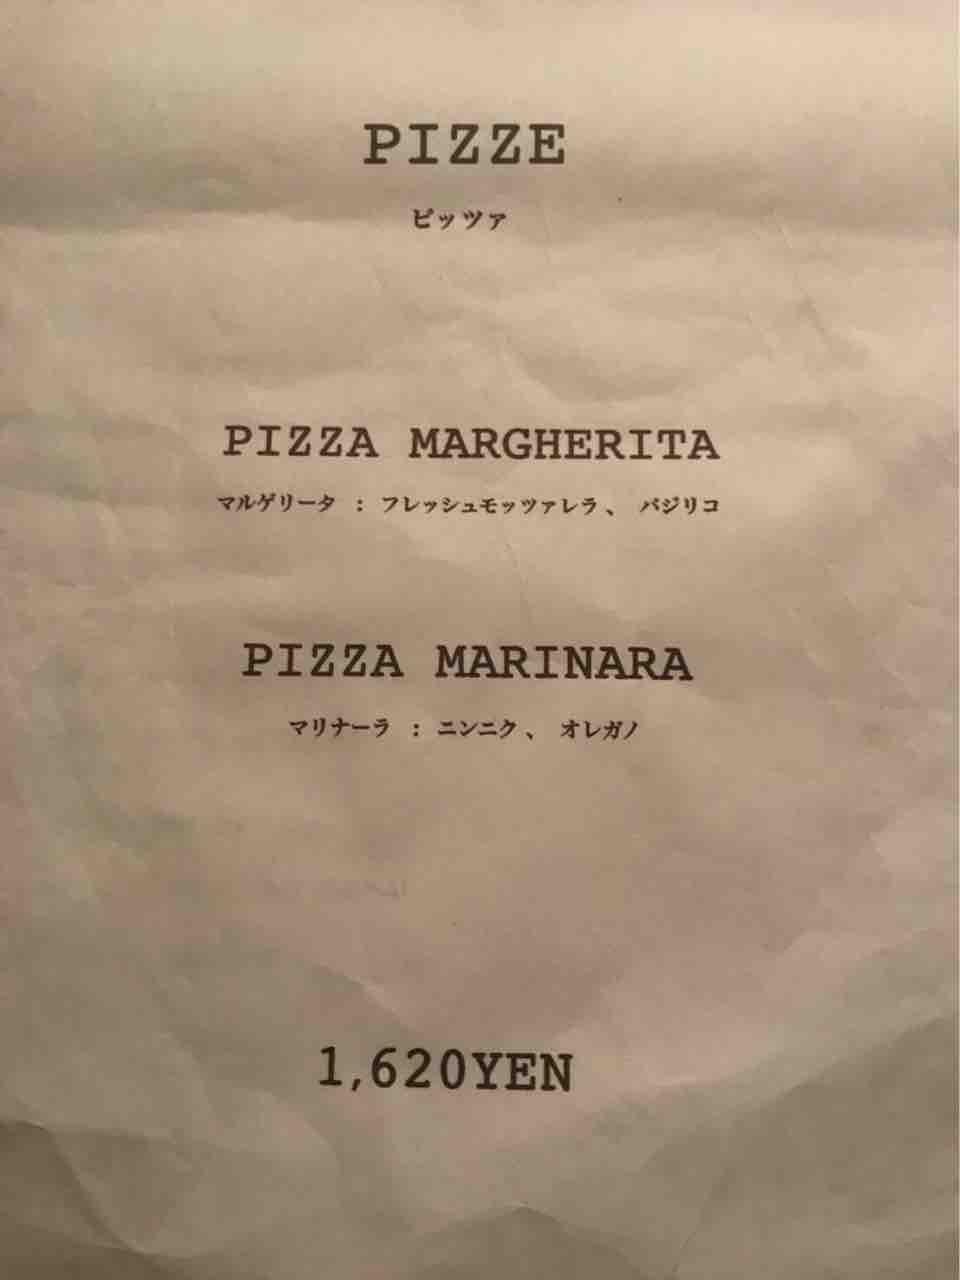 PIZZE
ピッツァ
PIZZA MARGHERITA
マルゲリータ : フレッシュモッツァレラ、 バジリコ
PIZZA MARINARA
マリナーラ : ニンニク、 オレガノ
1,620YEN